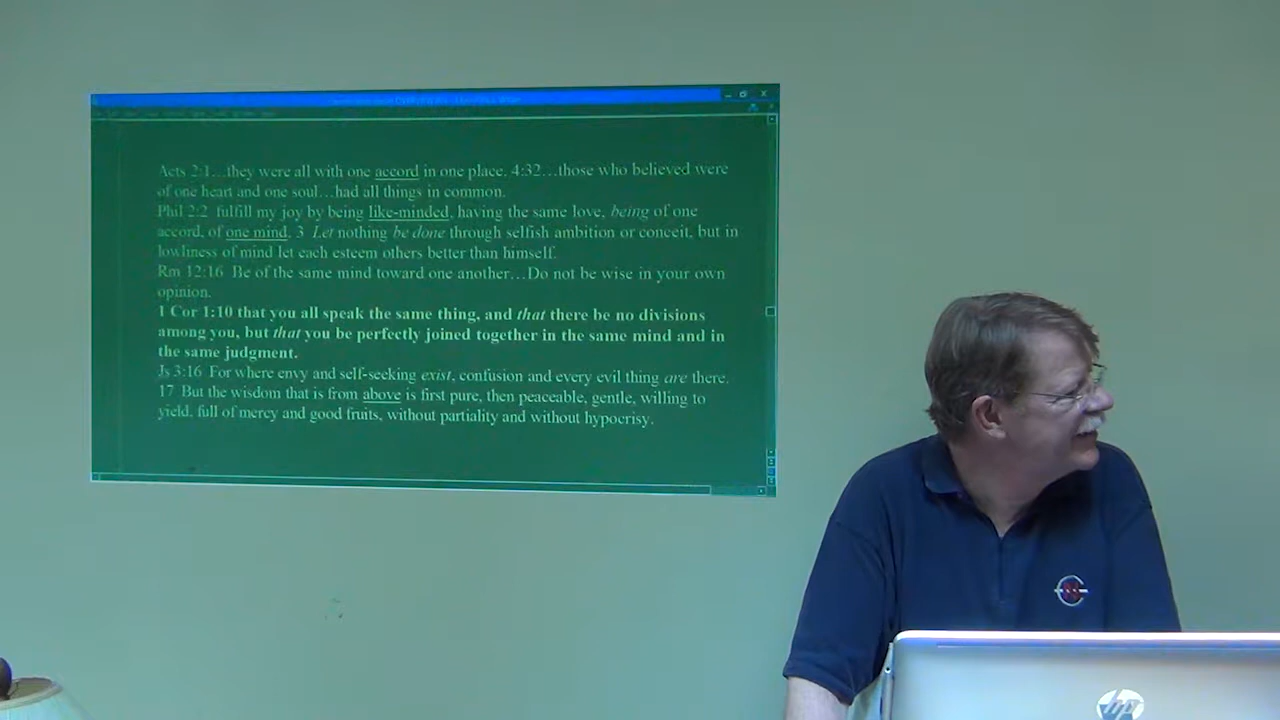 Acts 2:1…they were all with one accord in one place. 4:32…those who believed were
of one heart and one soul…had all things in common.
Phil 2:2 fulfill my joy by being like-minded, having the same love, being of one
accord, of one mind. 3 Let nothing be done through selfish ambition or conceit, but in
lowliness of mind let each esteem others better than himself.
Rm 12:16 Be of the same mind toward one another…Do not be wise in your own
opinion.
1 Cor 1:10 that you all speak the same thing, and that there be no divisions
among you, but that you be perfectly joined together in the same mind and in
the same judgment.
Js 3:16 For where envy and self-seeking exist, confusion and every evil thing are there.
17 But the wisdom that is from above is first pure, then peaceable, gentle, willing to
yield, full of mercy and good fruits, without partiality and without hypocrisy.
hp